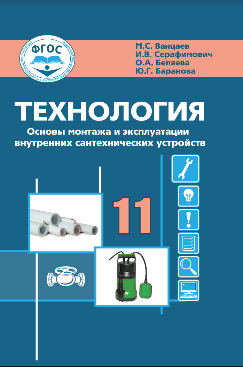 ФГОС
М.С. Ванцаев
И.В. Серафимович
О.А. Беляева
Ю.Г. Баранова
ТЕХНОЛОГИЯ
Основы монтажа и эксплуатации
внутренних сантехнических устройств
11